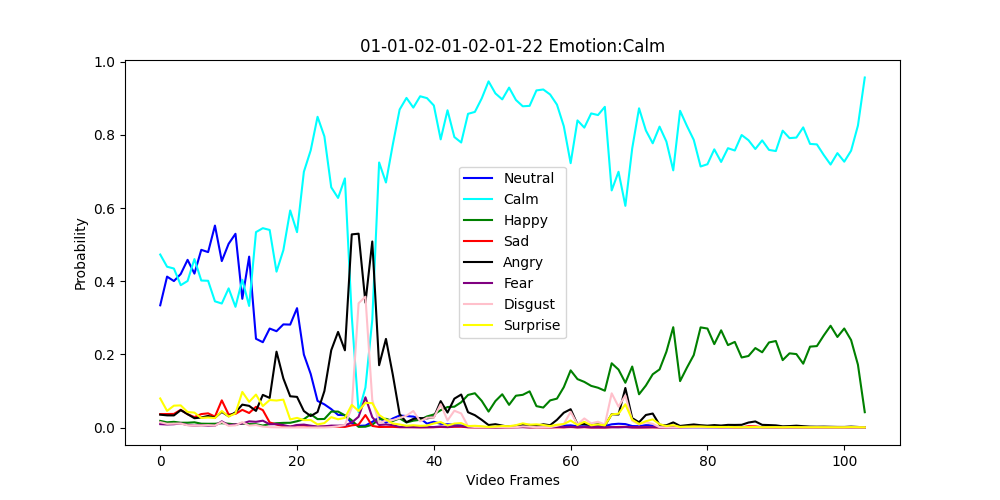 01-01-02-01-02-01-22 Emotion:Calm
1.0
0.8
0.6
0.4
0.2
0.0
Probability
Neutral
Calm
Happy
Sad
Angry
Fear
Disgust
Surprise
0 20 40 60 80 100
Video Frames